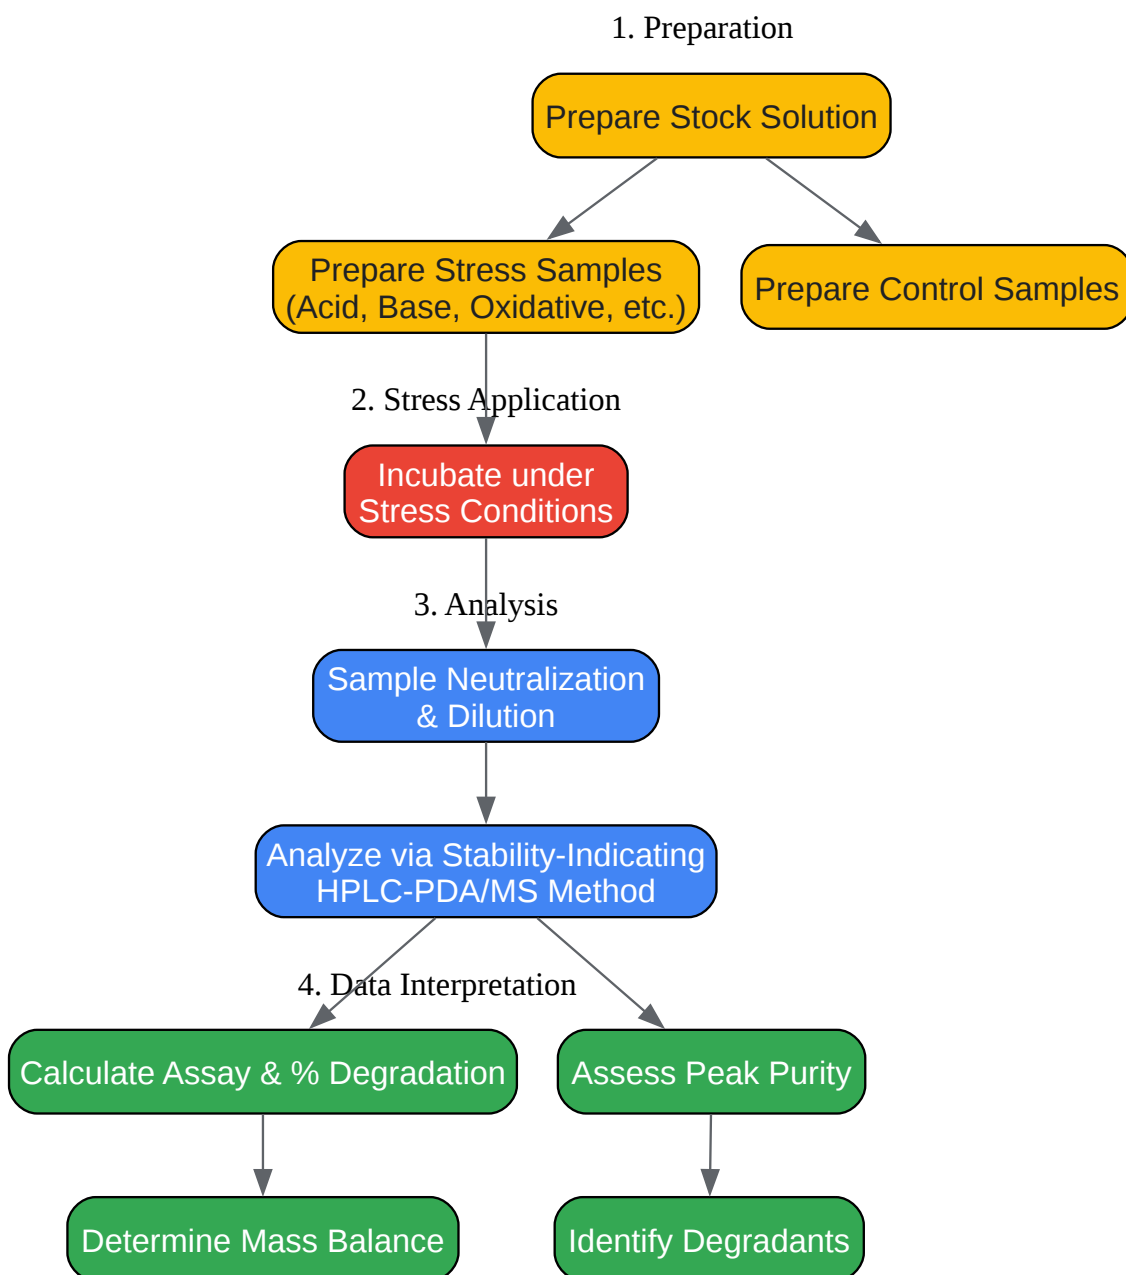 1. Preparation
Prepare Stock Solution
Prepare Stress Samples
(Acid, Base, Oxidative, etc.)
Prepare Control Samples
2. Stress Application
Incubate under
Stress Conditions
3. Analysis
Sample Neutralization
& Dilution
Analyze via Stability-Indicating
HPLC-PDA/MS Method
4. Data Interpretation
Calculate Assay & % Degradation
Assess Peak Purity
Determine Mass Balance
Identify Degradants